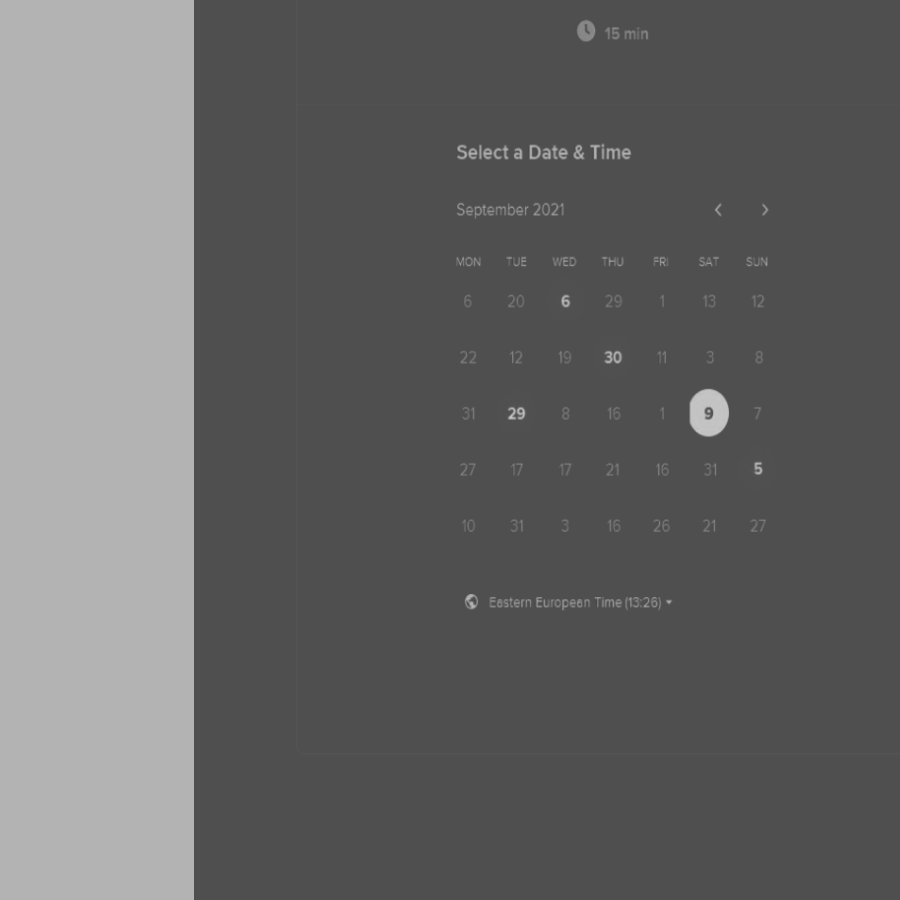 15 min
Select a Date & Time
September 2021
MON TUE WED THU FRI SAT SUN
6 20 6 29 1 13 12
22 12 19 30 11 3 8
31 29 8 16 1 9 7
27 17 17 21 16 31 5
10 31 3 16 26 21 27
Eastern European Time (13:26)